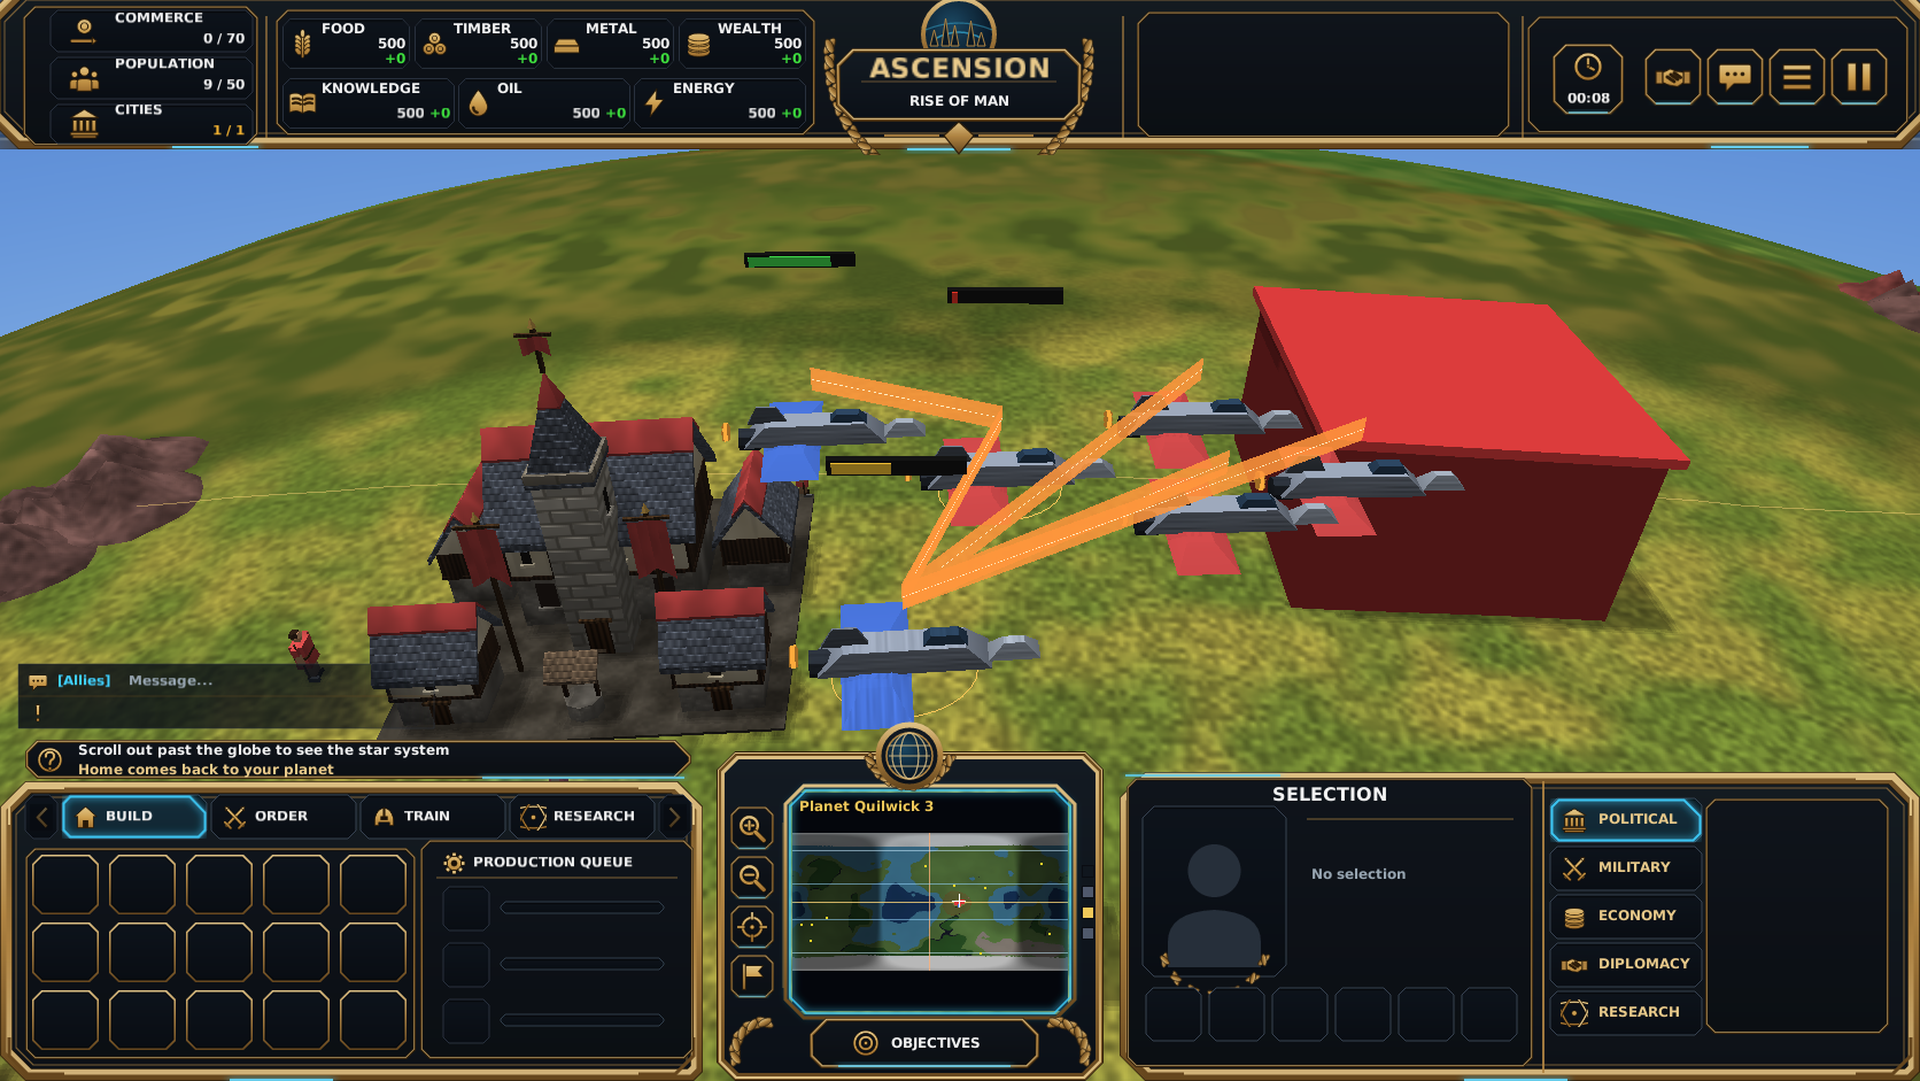 COMMERCE
0 / 70
POPULATION
9 / 50
CITIES
1 / 1
FOOD
500
+0
TIMBER
500
+0
METAL
500
+0
WEALTH
500
+0
KNOWLEDGE
500 +0
OIL
500 +0
ENERGY
500 +0
ASCENSION
RISE OF MAN
00:08
[Allies] Message...
!
Scroll out past the globe to see the star system
Home comes back to your planet
BUILD
ORDER
TRAIN
RESEARCH
PRODUCTION QUEUE
Planet Quilwick 3
OBJECTIVES
SELECTION
No selection
POLITICAL
MILITARY
ECONOMY
DIPLOMACY
RESEARCH